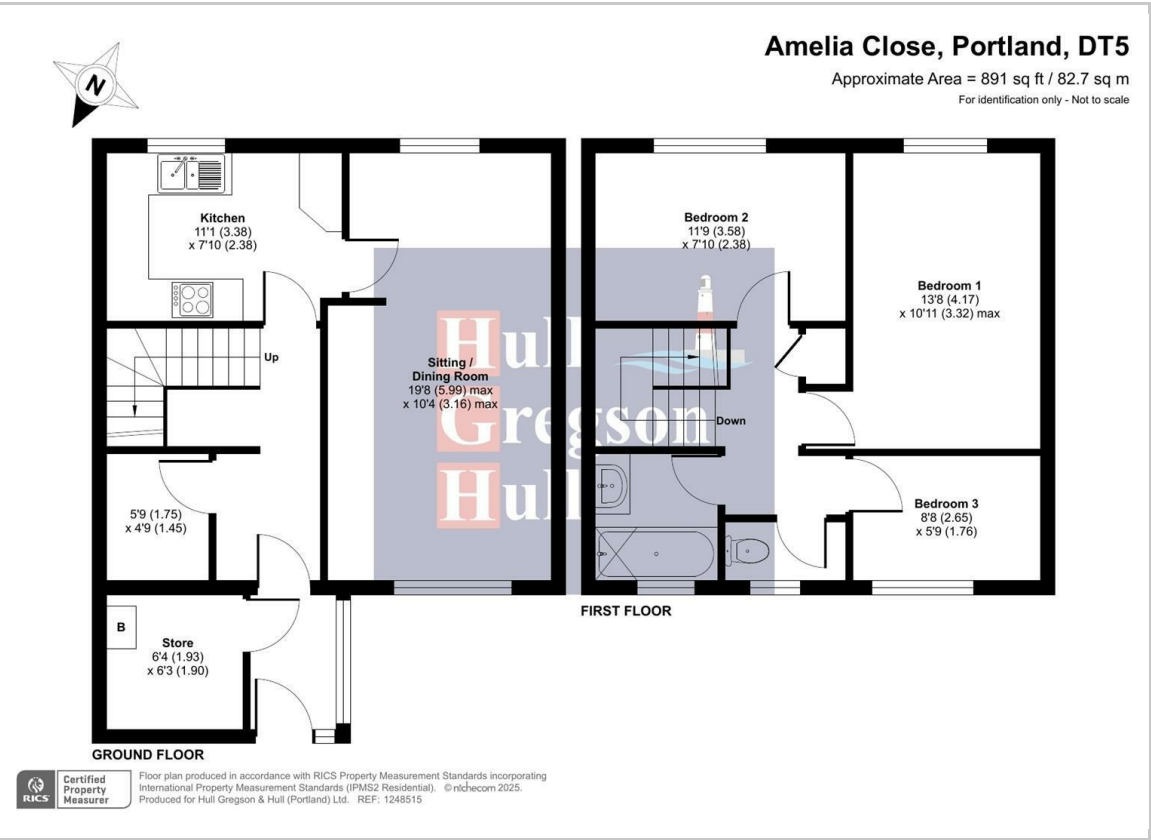 Amelia Close, Portland, DT5
Approximate Area = 891 sq ft / 82.7 sq m
For identification only - Not to scale
N
Kitchen
11'1 (3.38)
x 7'10 (2.38)
Up
Sitting /
Dining Room
19'8 (5.99) max
x 10'4 (3.16) max
5'9 (1.75)
x 4'9 (1.45)
B
Store
6'4 (1.93)
x 6'3 (1.90)
GROUND FLOOR
Bedroom 2
11'9 (3.58)
x 7'10 (2.38)
Bedroom 1
13'8 (4.17)
x 10'11 (3.32) max
Down
Bedroom 3
8'8 (2.65)
x 5'9 (1.76)
FIRST FLOOR
Hull
Gregson
Hull
RICS
Certified
Property
Measurer
Floor plan produced in accordance with RICS Property Measurement Standards incorporating
International Property Measurement Standards (IPMS2 Residential). © nichecom 2025.
Produced for Hull Gregson & Hull (Portland) Ltd. REF: 1248515